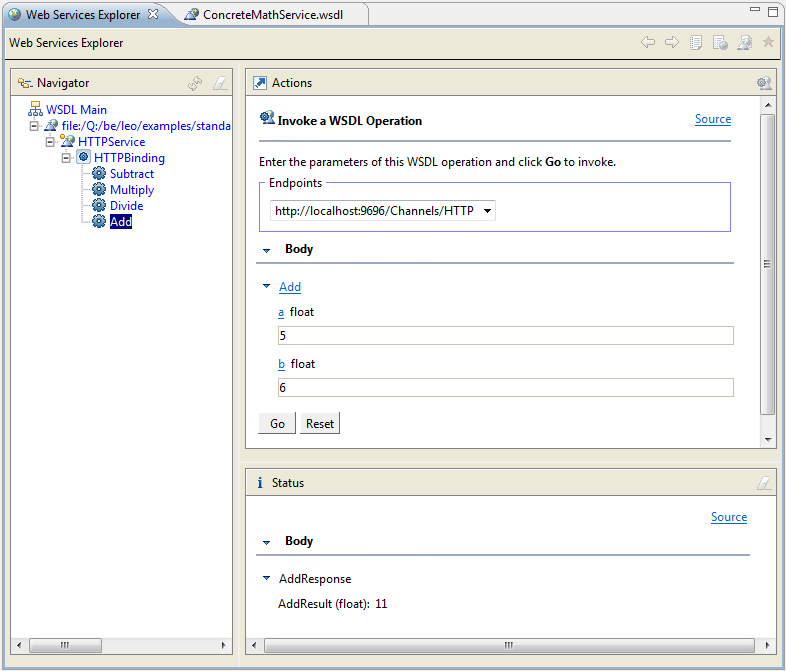 Web Services Explorer
ConcreteMathService.wsdl
Web Services Explorer
Navigator
WSDL Main
file:/Q:/be/leo/examples/standa
HTTPService
HTTPBinding
Subtract
Multiply
Divide
Add
Actions
Invoke a WSDL Operation
Source
Enter the parameters of this WSDL operation and click Go to invoke.
Endpoints
http://localhost:9696/Channels/HTTP
Body
Add
a float
5
b float
6
Go Reset
i Status
Source
Body
AddResponse
AddResult (float): 11